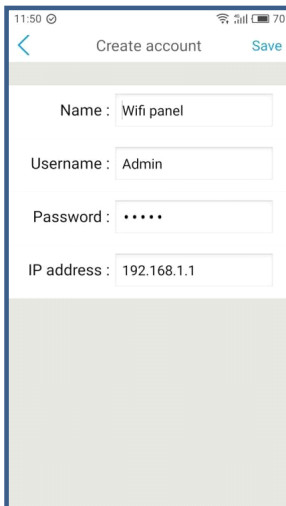 11:50 70
Create account Save
Name : Wifi panel
Username : Admin
Password : •••••
IP address : 192.168.1.1